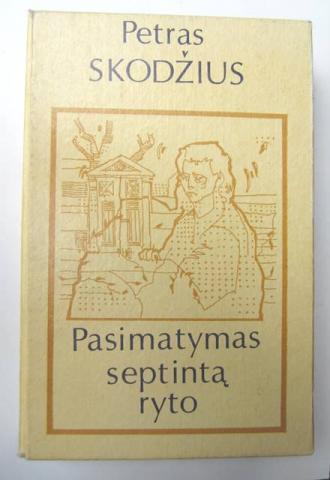 Petras
SKODŽIUS
Pasimatymas
septintą
ryto